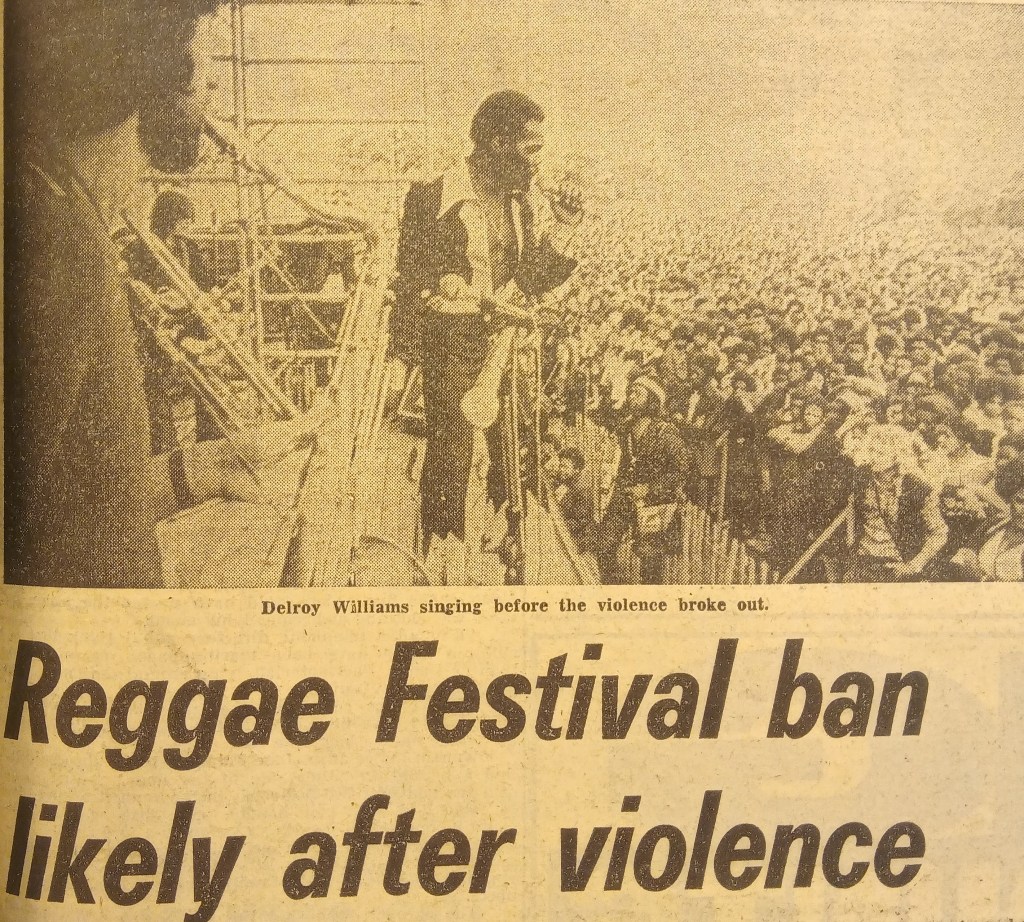 Delroy Williams singing before the violence broke out.
Reggae Festival ban
likely after violence